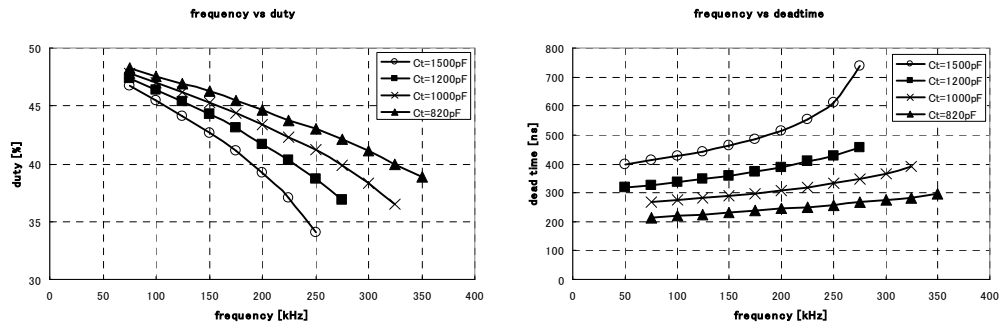 frequency vs duty
50
45
40
35
30
duty [%]
0 50 100 150 200 250 300 350 400
frequency [kHz]
Ct=1500pF
Ct=1200pF
Ct=1000pF
Ct=820pF
frequency vs deadtime
800
700
600
500
400
300
200
100
0
dead time [ns]
0 50 100 150 200 250 300 350 400
frequency [kHz]
Ct=1500pF
Ct=1200pF
Ct=1000pF
Ct=820pF